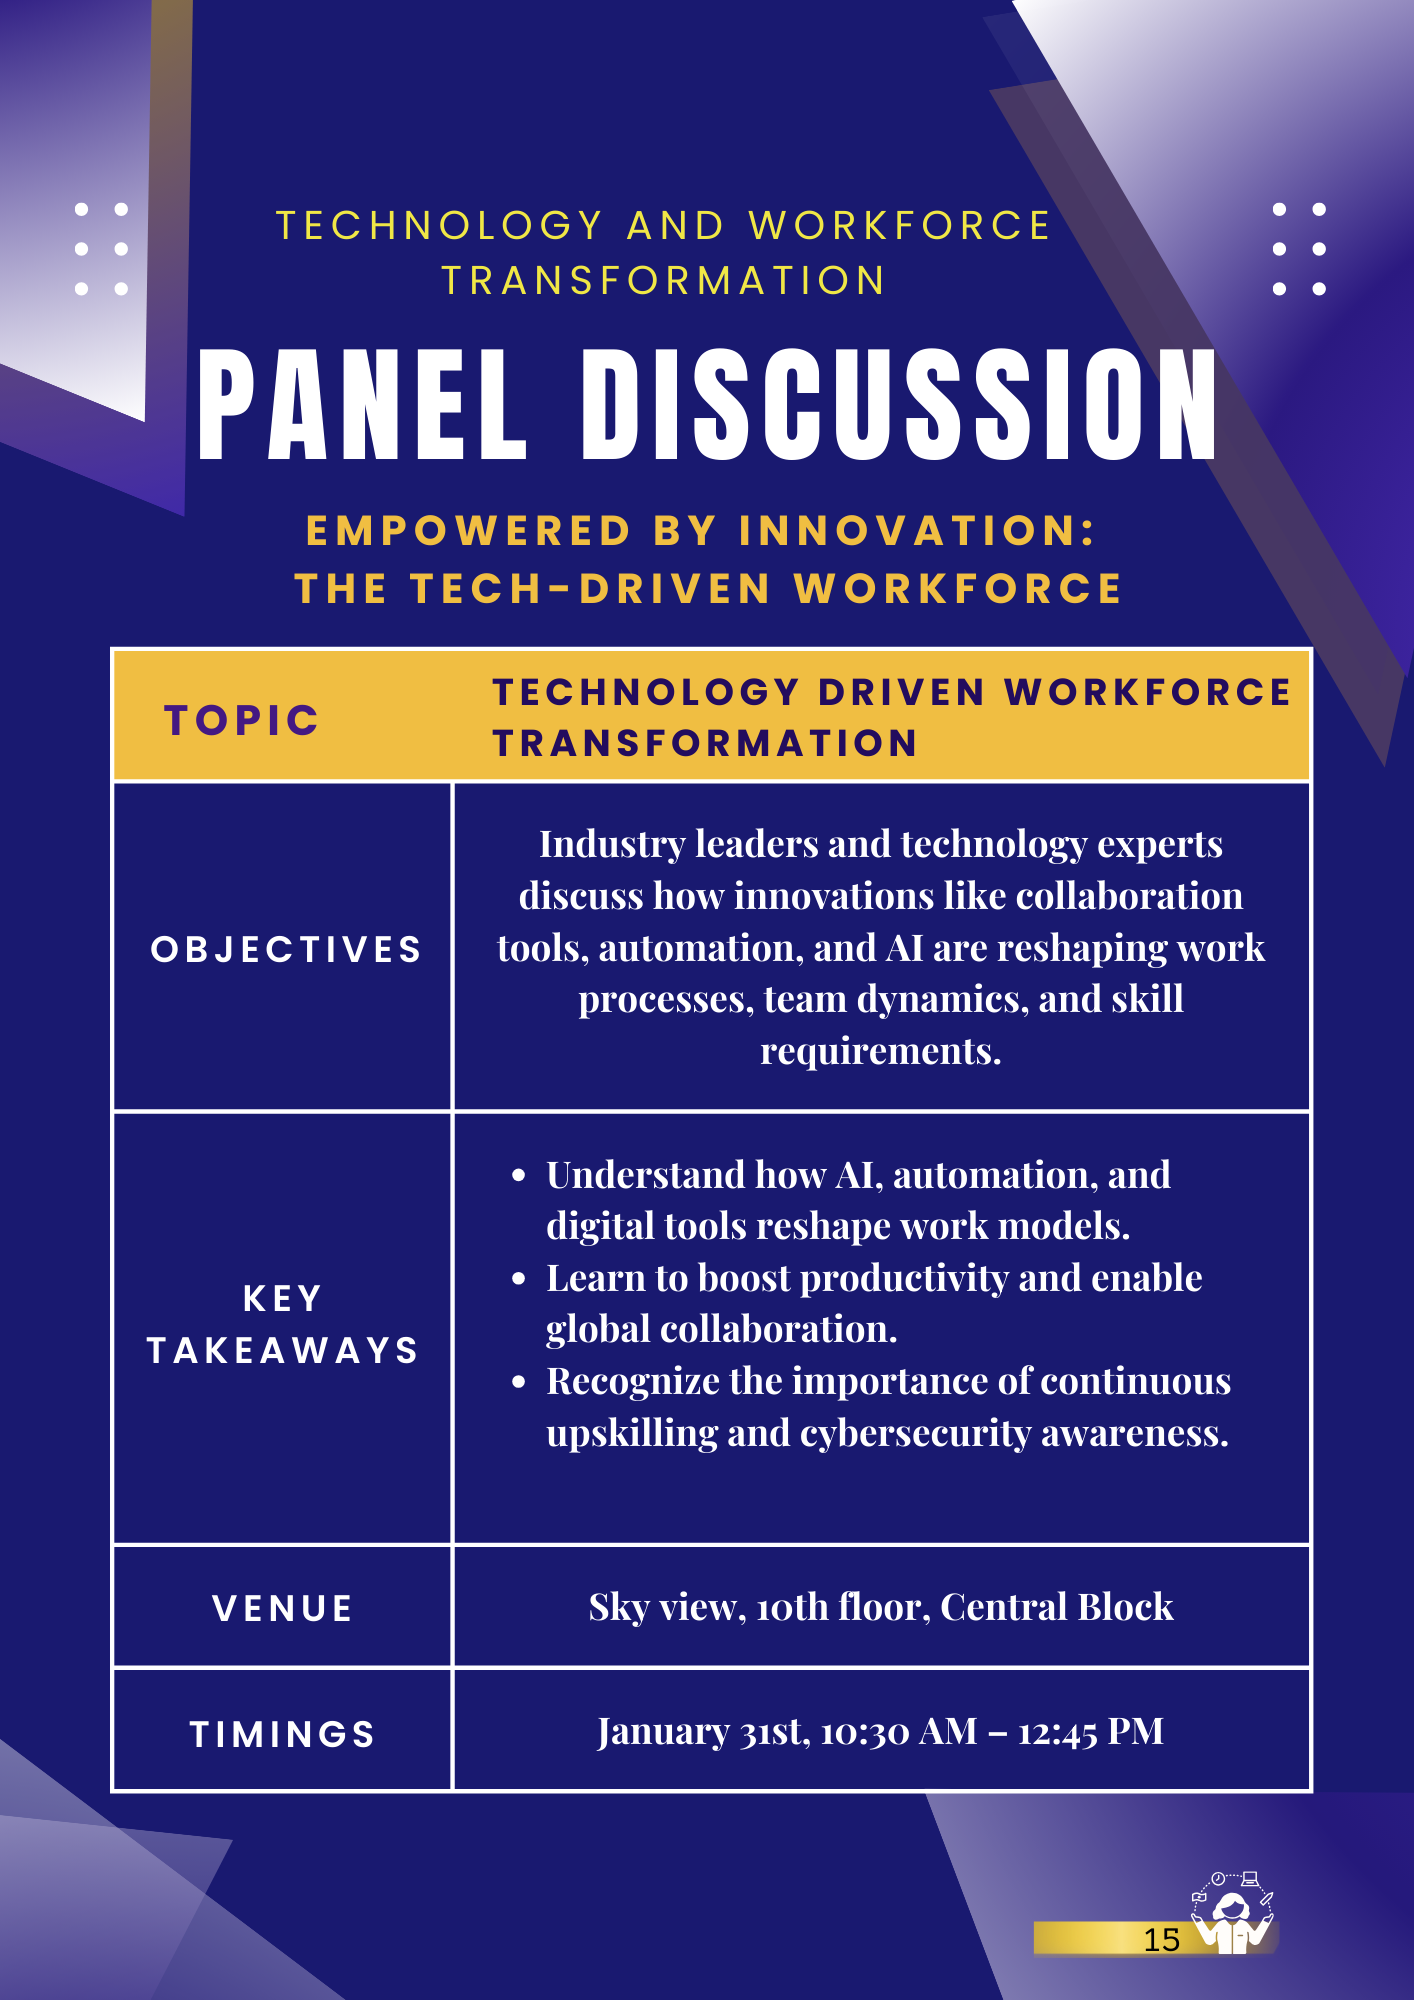 TECHNOLOGY AND WORKFORCE
TRANSFORMATION
PANEL DISCUSSION
EMPOWERED BY INNOVATION:
THE TECH-DRIVEN WORKFORCE
TOPIC
TECHNOLOGY DRIVEN WORKFORCE
TRANSFORMATION
OBJECTIVES
Industry leaders and technology experts
discuss how innovations like collaboration
tools, automation, and AI are reshaping work
processes, team dynamics, and skill
requirements.
KEY
TAKEAWAYS
• Understand how AI, automation, and
digital tools reshape work models.
• Learn to boost productivity and enable
global collaboration.
• Recognize the importance of continuous
upskilling and cybersecurity awareness.
VENUE
Sky view, 10th floor, Central Block
TIMINGS
January 31st, 10:30 AM – 12:45 PM
15